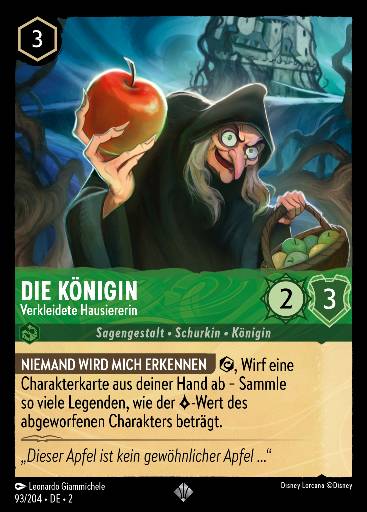 3
DIE KÖNIGIN
Verkleidete Hausiererin
2
3
Sagengestalt • Schurkin • Königin
NIEMAND WIRD MICH ERKENNEN , Wirf eine
Charakterkarte aus deiner Hand ab – Sammle
so viele Legenden, wie der -Wert des
abgeworfenen Charakters beträgt.
„Dieser Apfel ist kein gewöhnlicher Apfel ...“
Leonardo Giammichele
Disney Lorcana ©Disney
93/204 • DE • 2